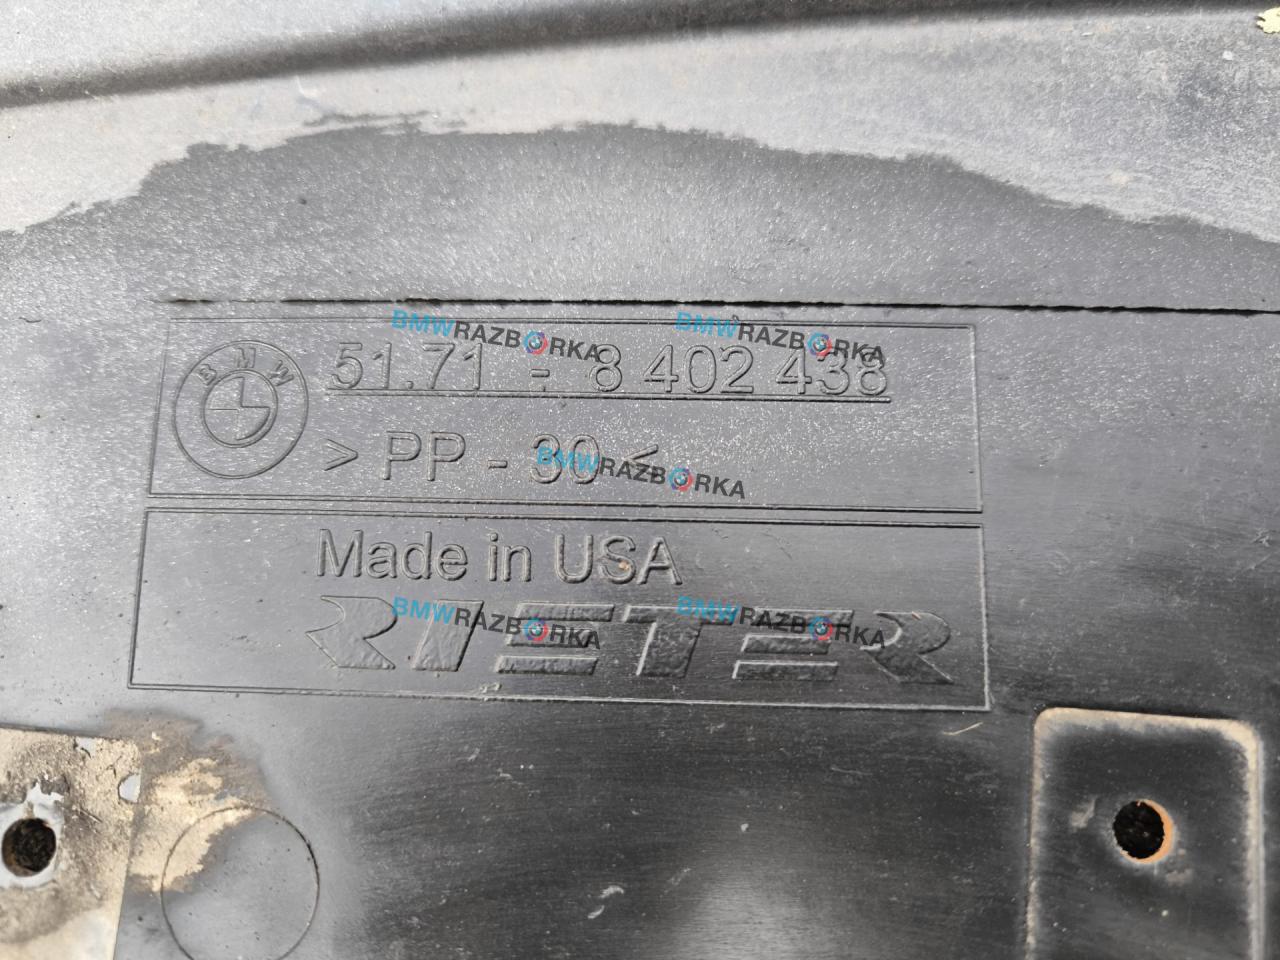 BMW
51.71 - 8 402 438
> PP - 30 <
Made in USA
RIETER
BMWRAZBORKA
BMWRAZBORKA
BMWRAZBORKA
BMWRAZBORKA
BMWRAZBORKA